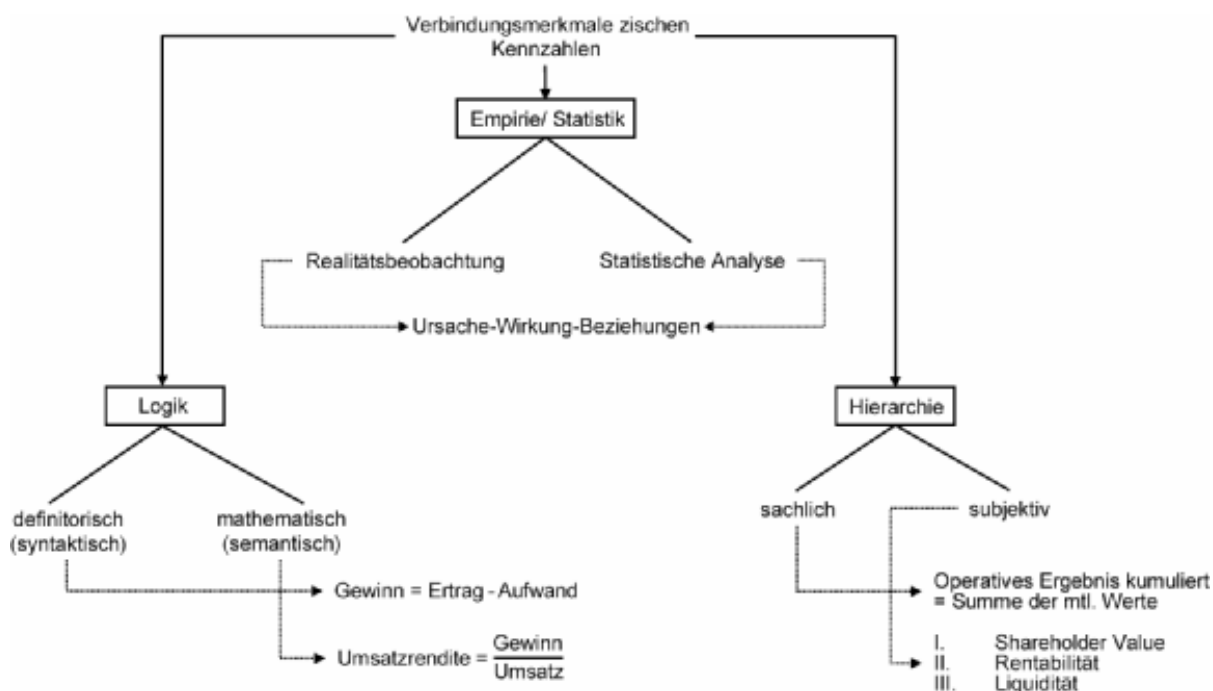 Verbindungsmerkmale zischen
Kennzahlen
Empirie/ Statistik
Realitätsbeobachtung
Statistische Analyse
Ursache-Wirkung-Beziehungen
Logik
definitorisch
(syntaktisch)
mathematisch
(semantisch)
Gewinn = Ertrag - Aufwand
Umsatzrendite = Gewinn
Umsatz
Hierarchie
sachlich
subjektiv
Operatives Ergebnis kumuliert
= Summe der mtl. Werte
I. Shareholder Value
II. Rentabilität
III. Liquidität